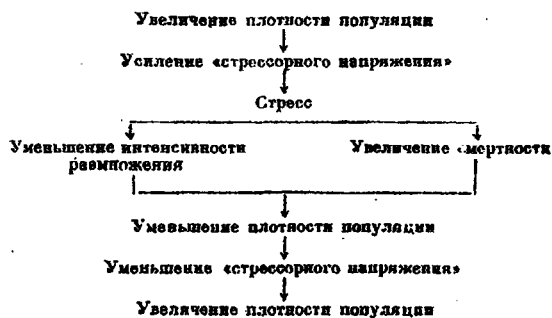 Увеличение плотности популяции
Усиление «стрессорного напряжения»
Стресс
Уменьшение интенсивности размножения
Увеличение смертности
Уменьшение плотности популяции
Уменьшение «стрессорного напряжения»
Увеличение плотности популяции